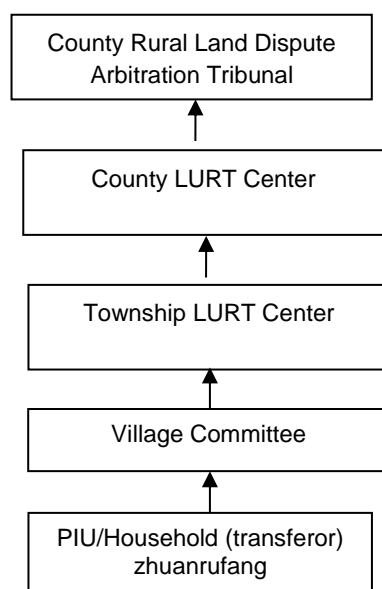 County Rural Land Dispute
Arbitration Tribunal
County LURT Center
Township LURT Center
Village Committee
PIU/Household (transferor)
zhuanrufang